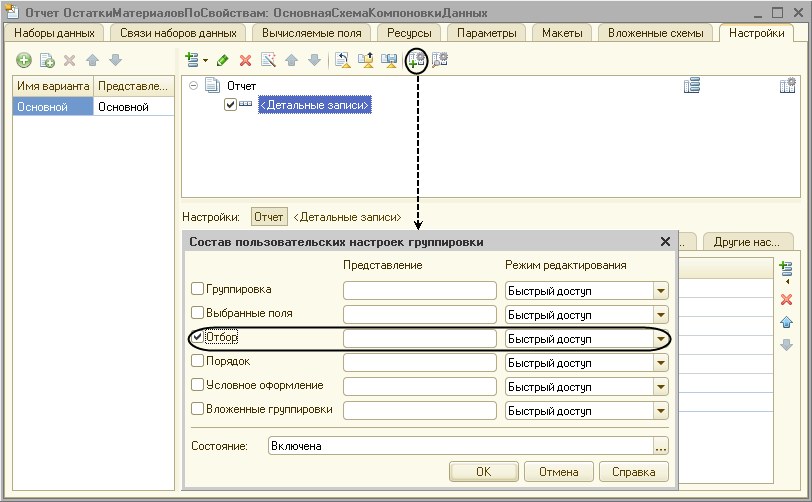 Отчет ОстаткиМатериаловПоСвойствам: ОсновнаяСхемаКомпоновкиДанных
Наборы данных Связи наборов данных Вычисляемые поля Ресурсы Параметры Макеты Вложенные схемы Настройки
Имя варианта Представле...
Основной Основной
Отчет
<Детальные записи>
Настройки: Отчет <Детальные записи>
Другие нас...
Состав пользовательских настроек группировки
Представление Режим редактирования
Группировка Быстрый доступ
Выбранные поля Быстрый доступ
Отбор Быстрый доступ
Порядок Быстрый доступ
Условное оформление Быстрый доступ
Вложенные группировки Быстрый доступ
Состояние: Включена ...
ОК Отмена Справка